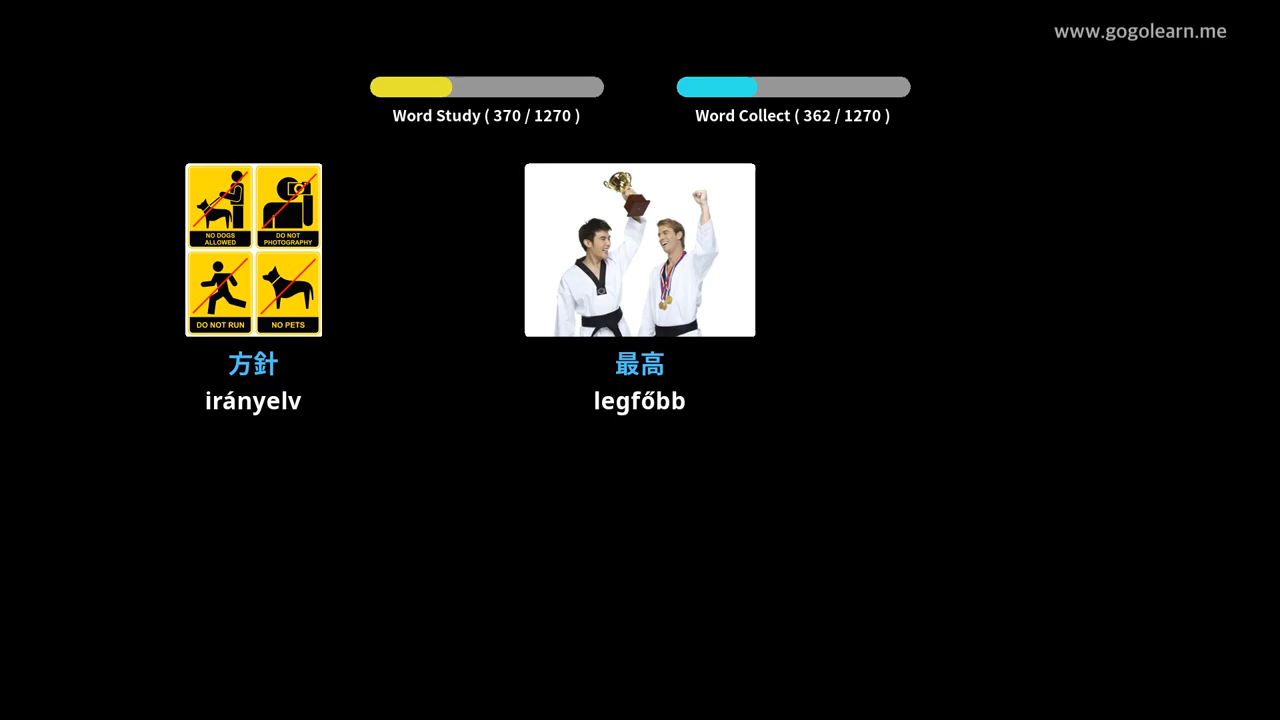 www.gogolearn.me
Word Study ( 370 / 1270 )
Word Collect ( 362 / 1270 )
NO DOGS
ALLOWED
DO NOT
PHOTOGRAPHY
DO NOT RUN
NO PETS
方針
irányelv
最高
legfőbb